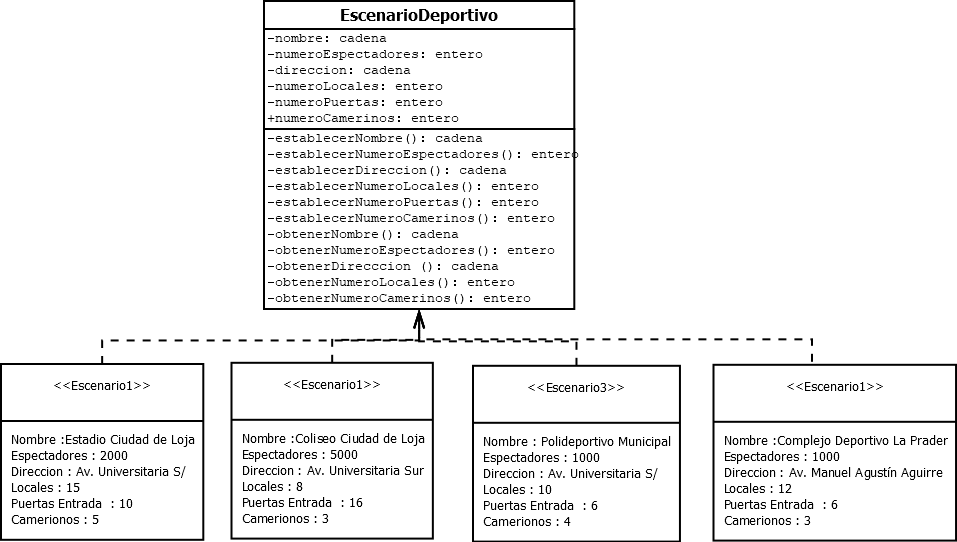 EscenarioDeportivo
-nombre: cadena
-numeroEspectadores: entero
-direccion: cadena
-numeroLocales: entero
-numeroPuertas: entero
+numeroCamerinos: entero
-establecerNombre(): cadena
-establecerNumeroEspectadores(): entero
-establecerDireccion(): cadena
-establecerNumeroLocales(): entero
-establecerNumeroPuertas(): entero
-establecerNumeroCamerinos(): entero
-obtenerNombre(): cadena
-obtenerNumeroEspectadores(): entero
-obtenerDirecccion (): cadena
-obtenerNumeroLocales(): entero
-obtenerNumeroCamerinos(): entero
<<Escenario1>>
Nombre :Estadio Ciudad de Loja
Espectadores : 2000
Direccion : Av. Universitaria S/
Locales : 15
Puertas Entrada : 10
Camerionos : 5
<<Escenario1>>
Nombre :Coliseo Ciudad de Loja
Espectadores : 5000
Direccion : Av. Universitaria Sur
Locales : 8
Puertas Entrada : 16
Camerionos : 3
<<Escenario3>>
Nombre : Polideportivo Municipal
Espectadores : 1000
Direccion : Av. Universitaria S/
Locales : 10
Puertas Entrada : 6
Camerionos : 4
<<Escenario1>>
Nombre :Complejo Deportivo La Prader
Espectadores : 1000
Direccion : Av. Manuel Agustín Aguirre
Locales : 12
Puertas Entrada : 6
Camerionos : 3